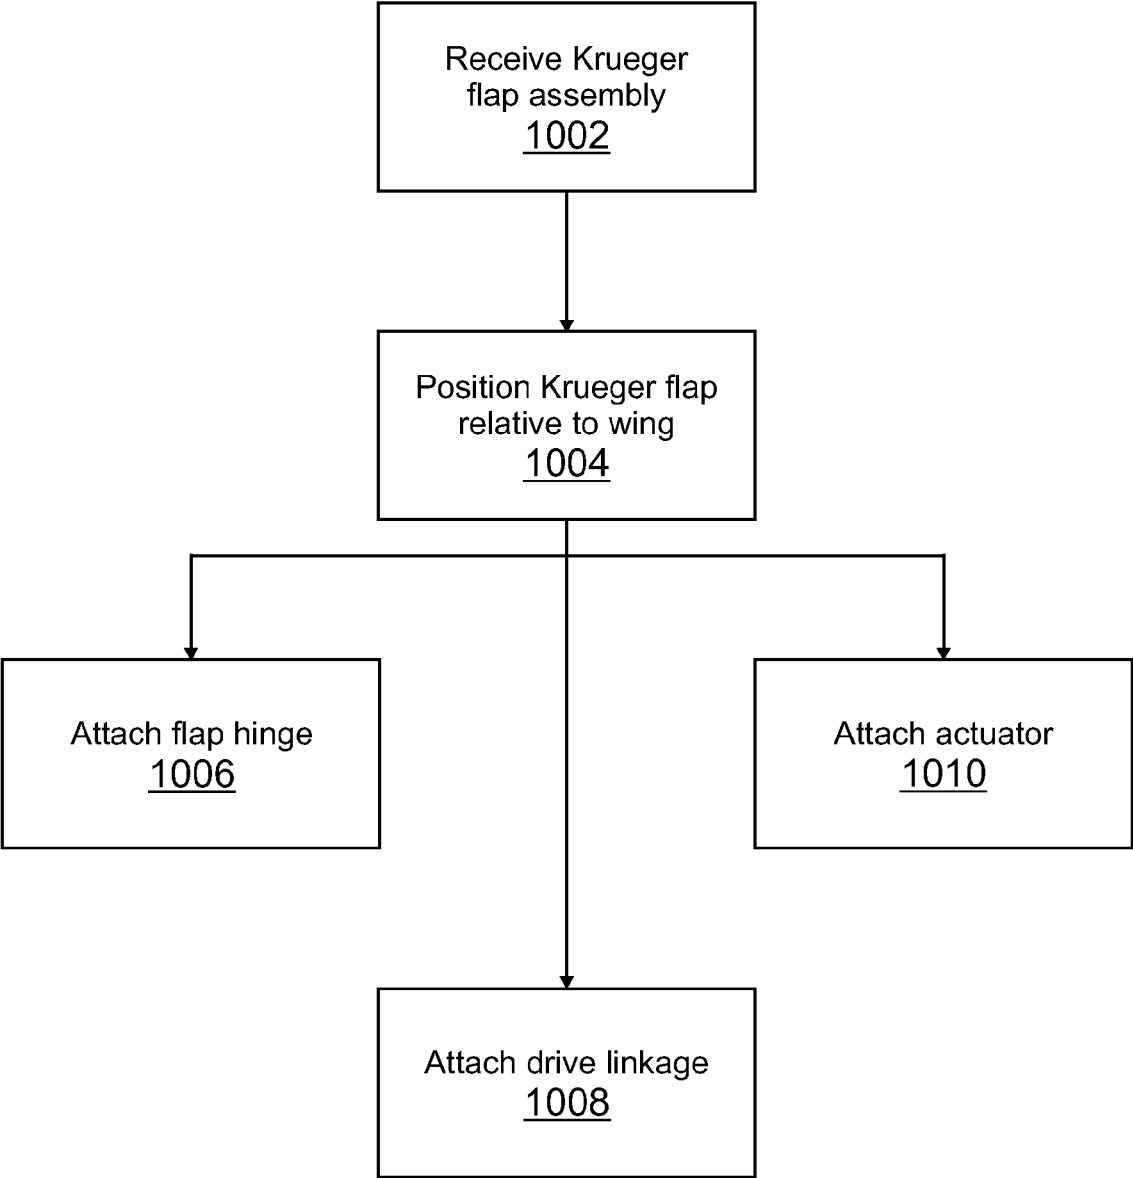 Receive Krueger
flap assembly
1002
Position Krueger flap
relative to wing
1004
Attach flap hinge
1006
Attach actuator
1010
Attach drive linkage
1008